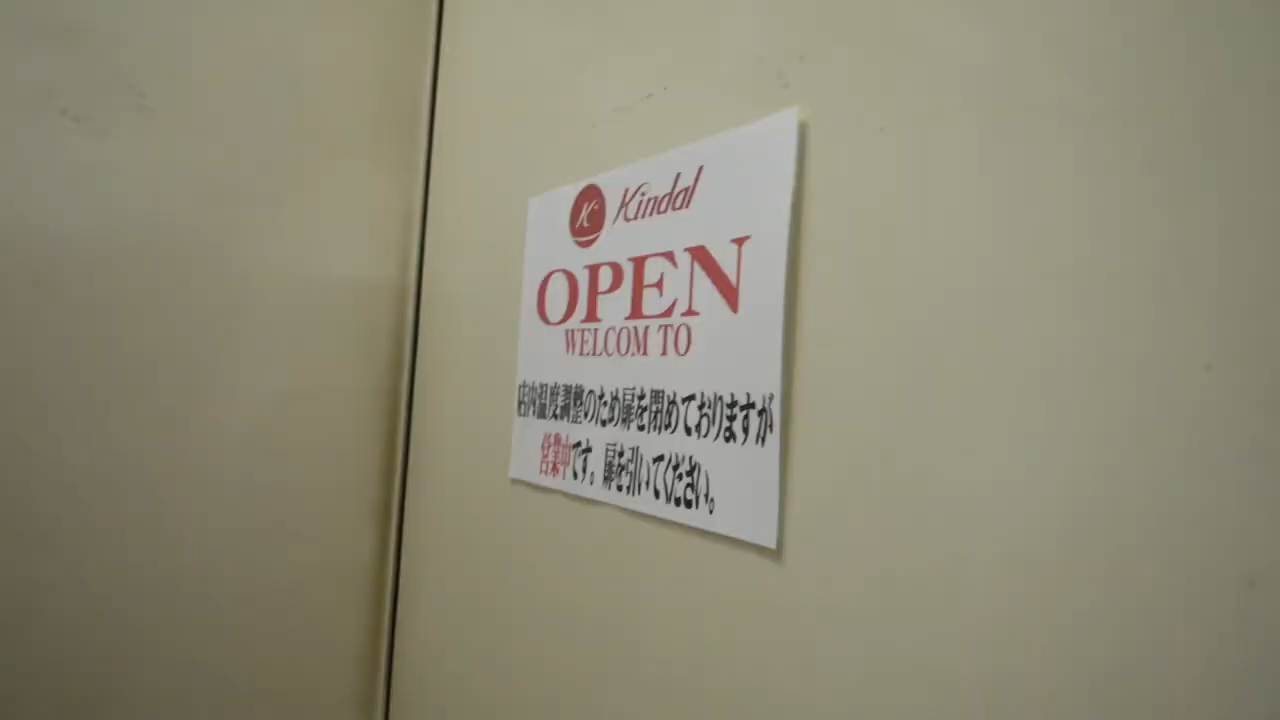 K Kindal
OPEN
WELCOM TO
店内温度調整のため扉を閉めておりますが
営業中です。扉を引いてください。